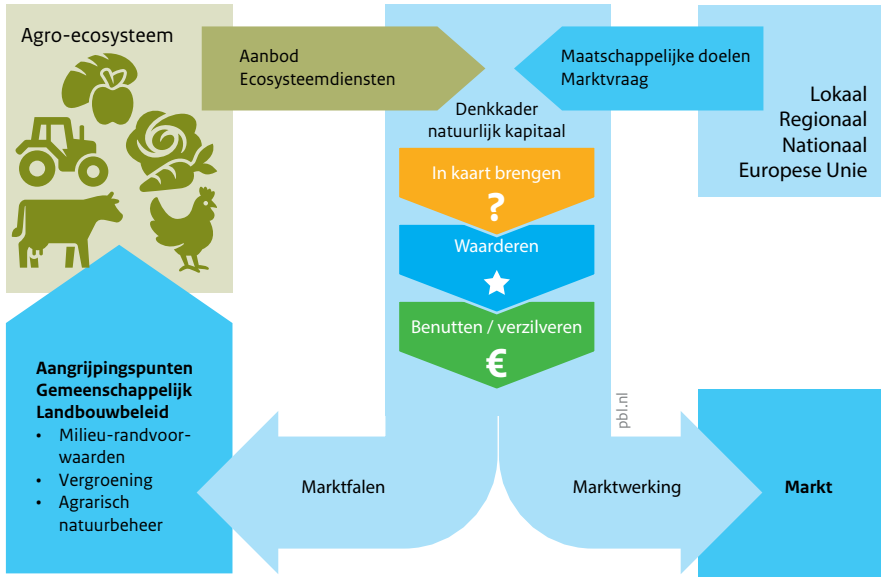 Agro-ecosysteem
Aanbod
Ecosysteemdiensten
Maatschappelijke doelen
Marktvraag
Lokaal
Regionaal
Nationaal
Europese Unie
Denkkader
natuurlijk kapitaal
In kaart brengen
?
Waarderen
Benutten / verzilveren
€
Aangrijpingspunten
Gemeenschappelijk
Landbouwbeleid
• Milieu-randvoor-
waarden
• Vergroening
• Agrarisch
natuurbeheer
Marktfalen
Marktwerking
Markt
pbl.nl